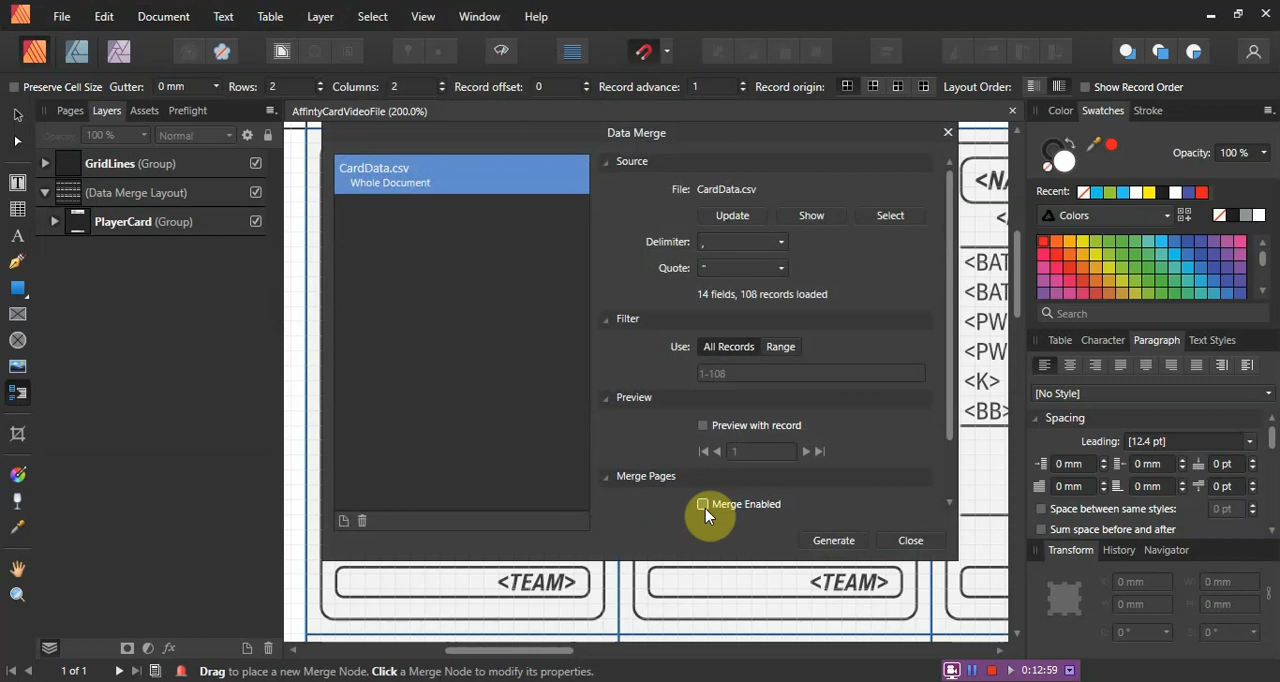 File Edit Document Text Table Layer Select View Window Help
Preserve Cell Size Gutter: 0 mm Rows: 2 Columns: 2 Record offset: 0 Record advance: 1 Record origin: Layout Order: Show Record Order
Pages Layers Assets Preflight
AffintyCardVideoFile (200.0%)
Color Swatches Stroke
Opacity: 100 % Normal
Data Merge
GridLines (Group)
(Data Merge Layout)
PlayerCard (Group)
CardData.csv
Whole Document
Source
File: CardData.csv
Update Show Select
Delimiter: ,
Quote: "
14 fields, 108 records loaded
Filter
Use: All Records Range
1-108
Preview
Preview with record
1
Merge Pages
Merge Enabled
Generate Close
<NA
<BAT
<BAT
<PW
<PW
<K>
<BB>
<TEAM> <TEAM>
Opacity: 100 %
Recent:
Colors
Search
Table Character Paragraph Text Styles
[No Style]
Spacing
Leading: [12.4 pt]
0 mm 0 mm 0 pt
0 mm 0 mm 0 pt
Space between same styles: 0 pt
Sum space before and after
Transform History Navigator
X: 0 mm W: 0 mm
Y: 0 mm H: 0 mm
R: 0 ° S: 0 °
1 of 1 Drag to place a new Merge Node. Click a Merge Node to modify its properties.
0:12:59